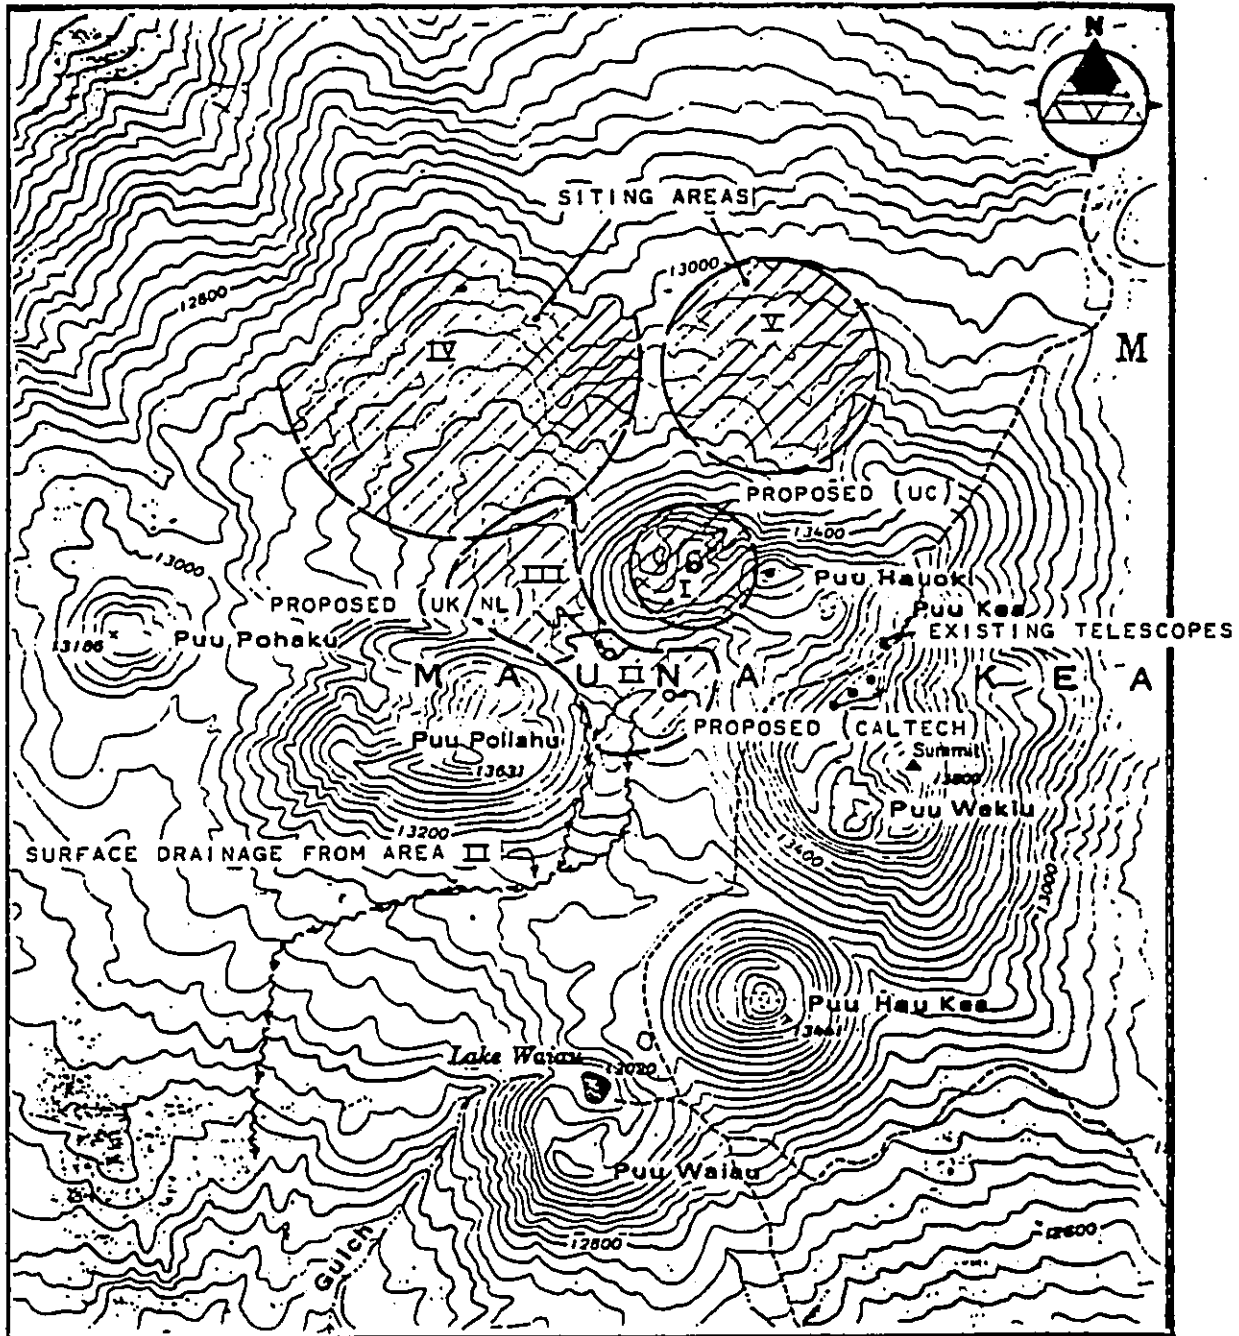 N
SITING AREAS
13000
12800
IV
V
M
PROPOSED (UC)
13400
13000
III
I
Puu Hauoki
PROPOSED (UK/NL)
Puu Kea
13186
Puu Pohaku
EXISTING TELESCOPES
M A U N A K E A
II
PROPOSED (CALTECH)
Puu Poliahu
Summit
13631
13800
Puu Wekiu
13200
SURFACE DRAINAGE FROM AREA II
13400
13000
Puu Hau Kea
13441
Lake Waiau
13020
Puu Waiau
Gulch
12800
12600